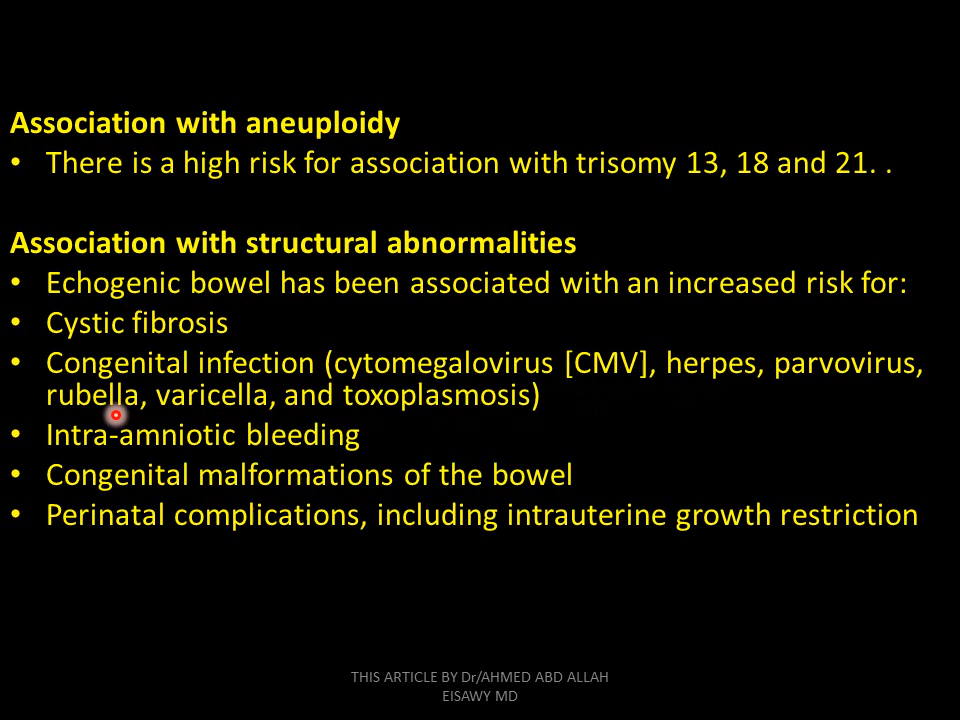 Association with aneuploidy
• There is a high risk for association with trisomy 13, 18 and 21. .
Association with structural abnormalities
• Echogenic bowel has been associated with an increased risk for:
• Cystic fibrosis
• Congenital infection (cytomegalovirus [CMV], herpes, parvovirus,
rubella, varicella, and toxoplasmosis)
• Intra-amniotic bleeding
• Congenital malformations of the bowel
• Perinatal complications, including intrauterine growth restriction
THIS ARTICLE BY Dr/AHMED ABD ALLAH
EISAWY MD